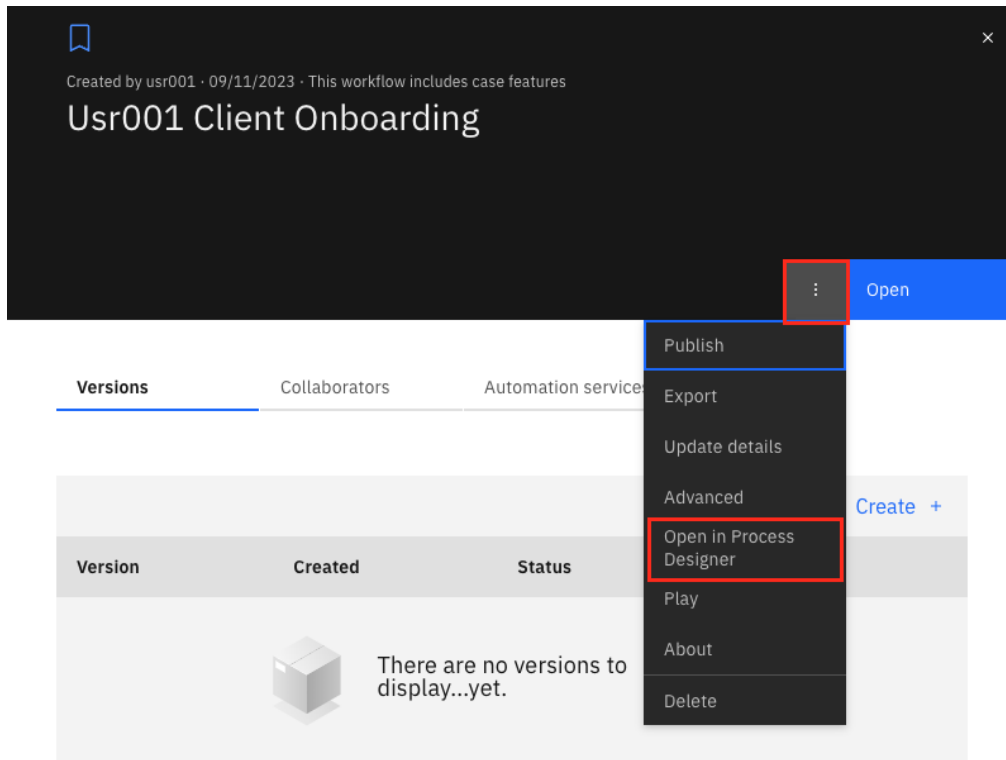 Created by usr001 · 09/11/2023 · This workflow includes case features
Usr001 Client Onboarding
Open
Publish
Versions
Collaborators
Automation services
Export
Update details
Advanced
Create +
Open in Process
Designer
Version
Created
Status
Play
About
There are no versions to
display...yet.
Delete